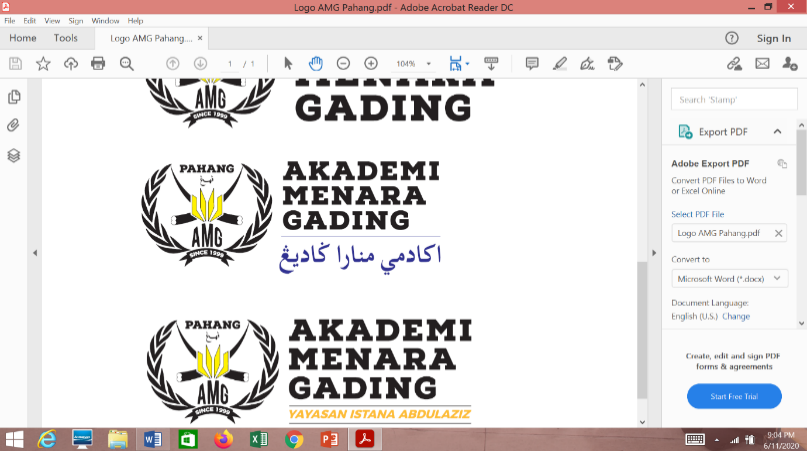 Logo AMG Pahang.pdf - Adobe Acrobat Reader DC
File Edit View Sign Window Help
Home Tools Logo AMG Pahang.... × Sign In
1 / 1 104%
Search 'Stamp'
Export PDF
Adobe Export PDF
Convert PDF Files to Word
or Excel Online
Select PDF File
Logo AMG Pahang.pdf ×
Convert to
Microsoft Word (*.docx)
Document Language:
English (U.S.) Change
Create, edit and sign PDF
forms & agreements
Start Free Trial
MENARA
GADING
AMG
SINCE 1999
PAHANG
AMG
SINCE 1999
AKADEMI
MENARA
GADING
اكادمي منارا ݢاديڠ
PAHANG
AMG
SINCE 1999
AKADEMI
MENARA
GADING
YAYASAN ISTANA ABDULAZIZ
9:04 PM
6/11/2020